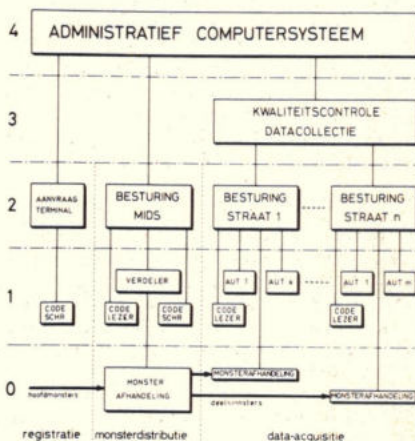 4 ADMINISTRATIEF COMPUTERSYSTEEM
3 KWALITEITSCONTROLE
DATACOLLECTIE
2 AANVRAAG
TERMINAL
BESTURING
MIDS
BESTURING
STRAAT 1
BESTURING
STRAAT n
1 VERDELER
CODE
SCHR
CODE
LEZER
CODE
SCHR
AUT 1
AUT
CODE
LEZER
AUT 1
AUT m
CODE
LEZER
0 hoofdmonsters
MONSTER
AFHANDELING
MONSTERAFHANDELING
deelmonsters
MONSTERAFHANDELING
registratie monsterdistributie data-acquisitie